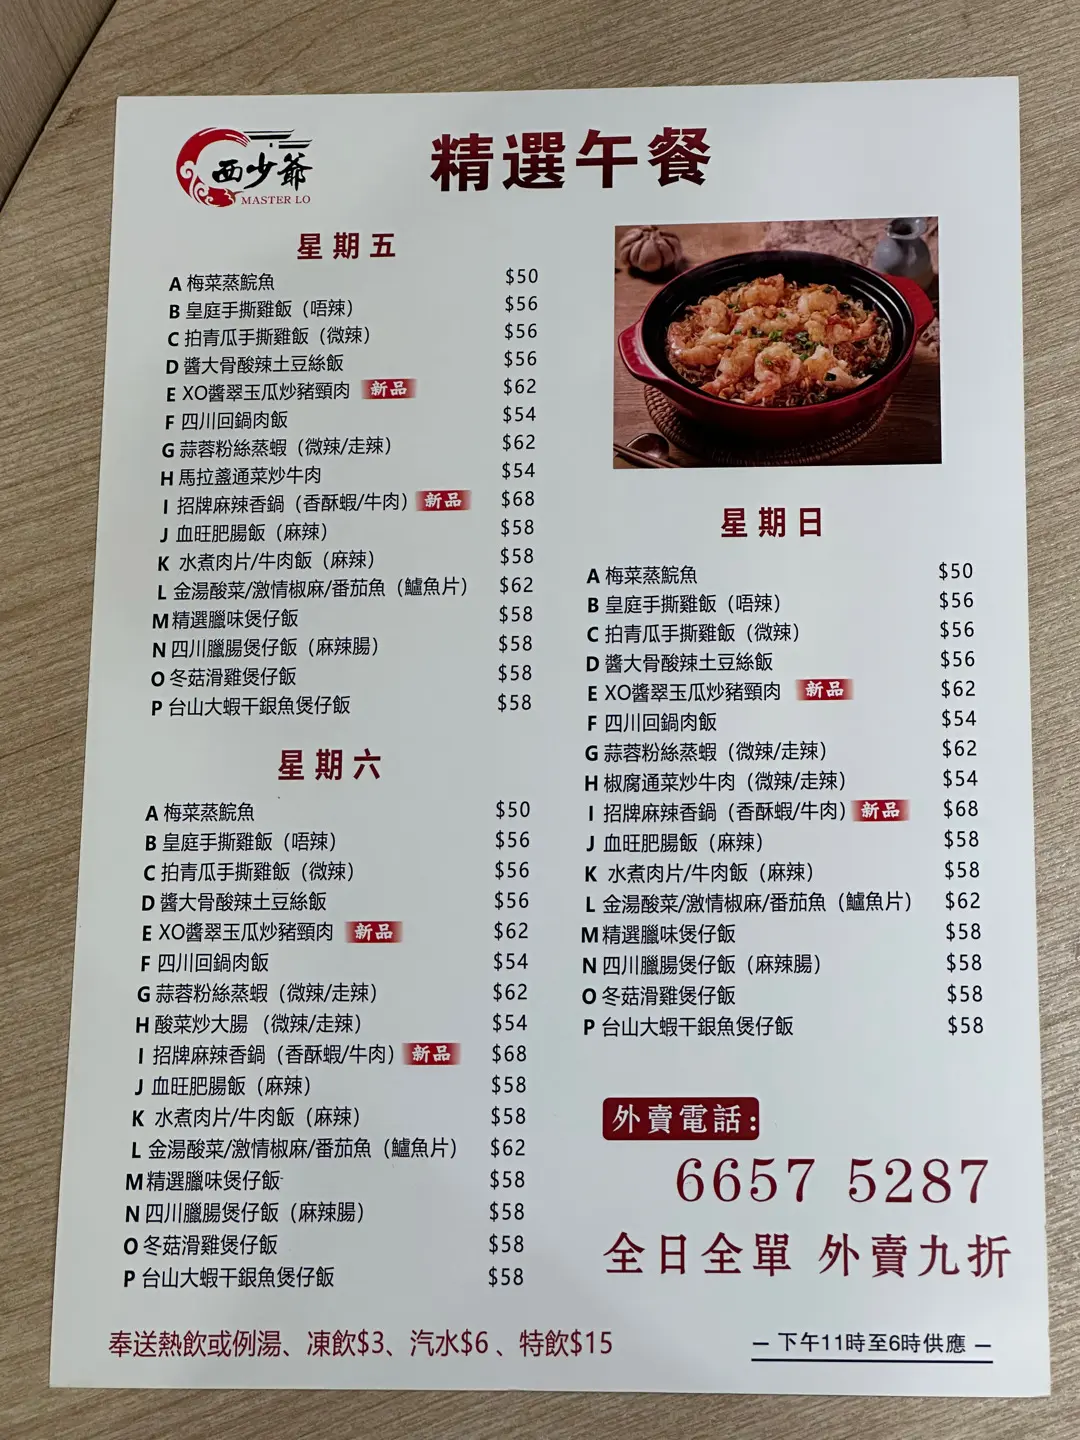 西少爺
MASTER LO
精選午餐
星期五
A 梅菜蒸鯇魚 $50
B 皇庭手撕雞飯（唔辣） $56
C 拍青瓜手撕雞飯（微辣） $56
D 醬大骨酸辣土豆絲飯 $56
E XO醬翠玉瓜炒豬頸肉 新品 $62
F 四川回鍋肉飯 $54
G 蒜蓉粉絲蒸蝦（微辣/走辣） $62
H 馬拉盞通菜炒牛肉 $54
I 招牌麻辣香鍋（香酥蝦/牛肉） 新品 $68
J 血旺肥腸飯（麻辣） $58
K 水煮肉片/牛肉飯（麻辣） $58
L 金湯酸菜/激情椒麻/番茄魚（鱸魚片） $62
M 精選臘味煲仔飯 $58
N 四川臘腸煲仔飯（麻辣腸） $58
O 冬菇滑雞煲仔飯 $58
P 台山大蝦干銀魚煲仔飯 $58
星期六
A 梅菜蒸鯇魚 $50
B 皇庭手撕雞飯（唔辣） $56
C 拍青瓜手撕雞飯（微辣） $56
D 醬大骨酸辣土豆絲飯 $56
E XO醬翠玉瓜炒豬頸肉 新品 $62
F 四川回鍋肉飯 $54
G 蒜蓉粉絲蒸蝦（微辣/走辣） $62
H 酸菜炒大腸 （微辣/走辣） $54
I 招牌麻辣香鍋（香酥蝦/牛肉） 新品 $68
J 血旺肥腸飯（麻辣） $58
K 水煮肉片/牛肉飯（麻辣） $58
L 金湯酸菜/激情椒麻/番茄魚（鱸魚片） $62
M 精選臘味煲仔飯 $58
N 四川臘腸煲仔飯（麻辣腸） $58
O 冬菇滑雞煲仔飯 $58
P 台山大蝦干銀魚煲仔飯 $58
星期日
A 梅菜蒸鯇魚 $50
B 皇庭手撕雞飯（唔辣） $56
C 拍青瓜手撕雞飯（微辣） $56
D 醬大骨酸辣土豆絲飯 $56
E XO醬翠玉瓜炒豬頸肉 新品 $62
F 四川回鍋肉飯 $54
G 蒜蓉粉絲蒸蝦（微辣/走辣） $62
H 椒腐通菜炒牛肉（微辣/走辣） $54
I 招牌麻辣香鍋（香酥蝦/牛肉） 新品 $68
J 血旺肥腸飯（麻辣） $58
K 水煮肉片/牛肉飯（麻辣） $58
L 金湯酸菜/激情椒麻/番茄魚（鱸魚片） $62
M 精選臘味煲仔飯 $58
N 四川臘腸煲仔飯（麻辣腸） $58
O 冬菇滑雞煲仔飯 $58
P 台山大蝦干銀魚煲仔飯 $58
外賣電話：
6657 5287
全日全單 外賣九折
奉送熱飲或例湯、凍飲$3、汽水$6、特飲$15
— 下午11時至6時供應 —